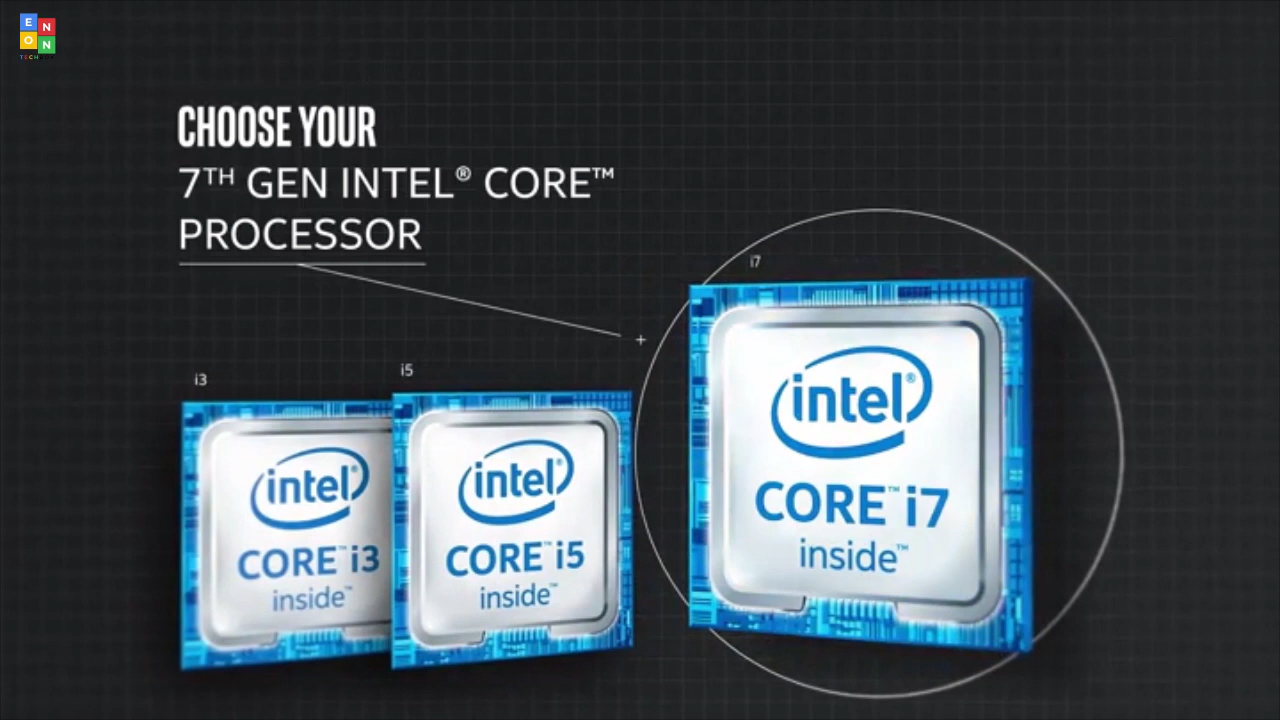 E N
O N
TECH
CHOOSE YOUR
7TH GEN INTEL® CORE™
PROCESSOR
i7
i5
i3
intel®
CORE™ i3
inside™
intel®
CORE™ i5
inside™
intel®
CORE™ i7
inside™